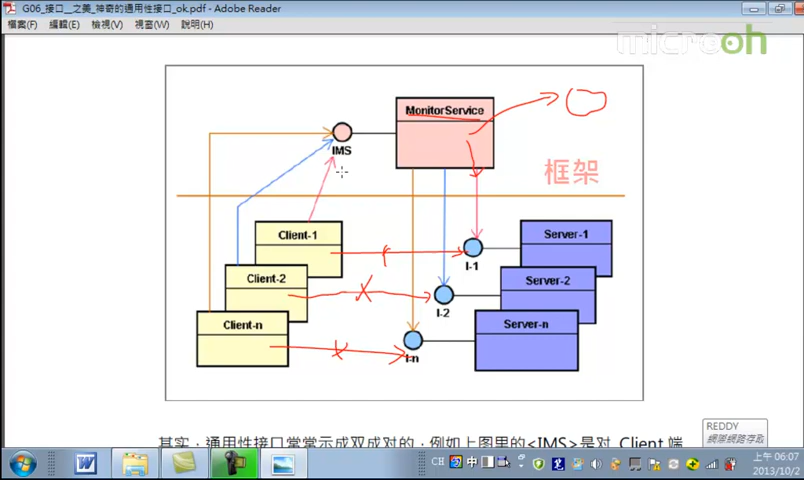 G06_接口__之美_神奇的通用性接口_ok.pdf - Adobe Reader
檔案(F) 編輯(E) 檢視(V) 視窗(W) 說明(H)
microoh
MonitorService
IMS
框架
Client-1
Server-1
I-1
Client-2
Server-2
I-2
Client-n
Server-n
I-n
其实，通用性接口常常示成双成对的，例如上图里的<IMS>是对 Client 端
REDDY
網際網路存取
CH
上午 06:07
2013/10/2